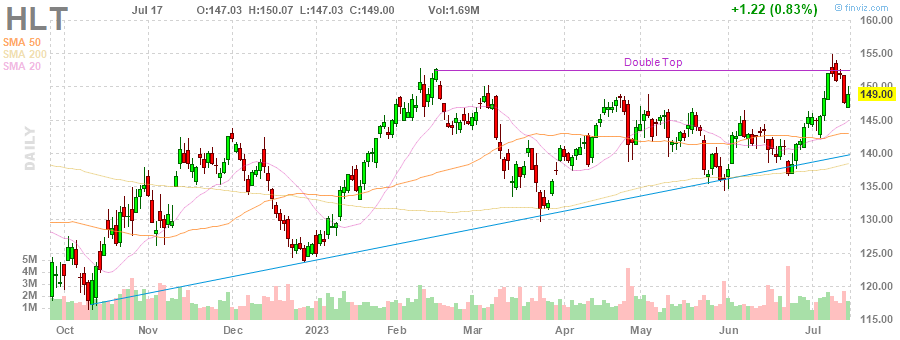 HLT Jul 17 O:147.03 H:150.07 L:147.03 C:149.00 Vol:1.69M +1.22 (0.83%) © finviz.com
SMA 50
SMA 200
SMA 20
DAILY
Double Top
160.00
155.00
150.00
149.00
145.00
140.00
135.00
130.00
125.00
120.00
115.00
5M
4M
3M
2M
1M
Oct Nov Dec 2023 Feb Mar Apr May Jun Jul